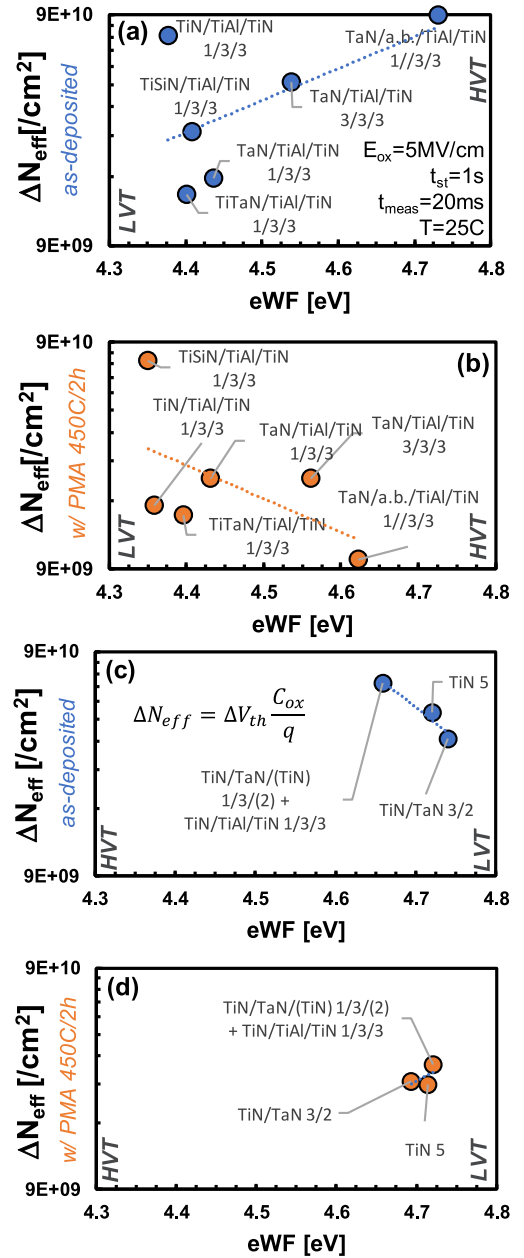 9E+10
(a)
TiN/TiAl/TiN
1/3/3
TaN/a.b./TiAl/TiN
1//3/3
TiSiN/TiAl/TiN
1/3/3
TaN/TiAl/TiN
3/3/3
HVT
TaN/TiAl/TiN
1/3/3
TiTaN/TiAl/TiN
1/3/3
E_ox=5MV/cm
t_st=1s
t_meas=20ms
T=25C
LVT
ΔN_eff[/cm²]
as-deposited
9E+09
4.3 4.4 4.5 4.6 4.7 4.8
eWF [eV]
9E+10
(b)
TiSiN/TiAl/TiN
1/3/3
TiN/TiAl/TiN
1/3/3
TaN/TiAl/TiN
1/3/3
TaN/TiAl/TiN
3/3/3
TaN/a.b./TiAl/TiN
1//3/3
TiTaN/TiAl/TiN
1/3/3
LVT
HVT
ΔN_eff[/cm²]
w/ PMA 450C/2h
9E+09
4.3 4.4 4.5 4.6 4.7 4.8
eWF [eV]
9E+10
(c)
TiN 5
ΔN_eff = ΔV_th C_ox/q
TiN/TaN/(TiN)
1/3/(2) +
TiN/TiAl/TiN 1/3/3
TiN/TaN 3/2
HVT
LVT
ΔN_eff [/cm²]
as-deposited
9E+09
4.3 4.4 4.5 4.6 4.7 4.8
eWF [eV]
9E+10
(d)
TiN/TaN/(TiN) 1/3/(2)
+ TiN/TiAl/TiN 1/3/3
TiN/TaN 3/2
TiN 5
HVT
LVT
ΔN_eff [/cm²]
w/ PMA 450C/2h
9E+09
4.3 4.4 4.5 4.6 4.7 4.8
eWF [eV]